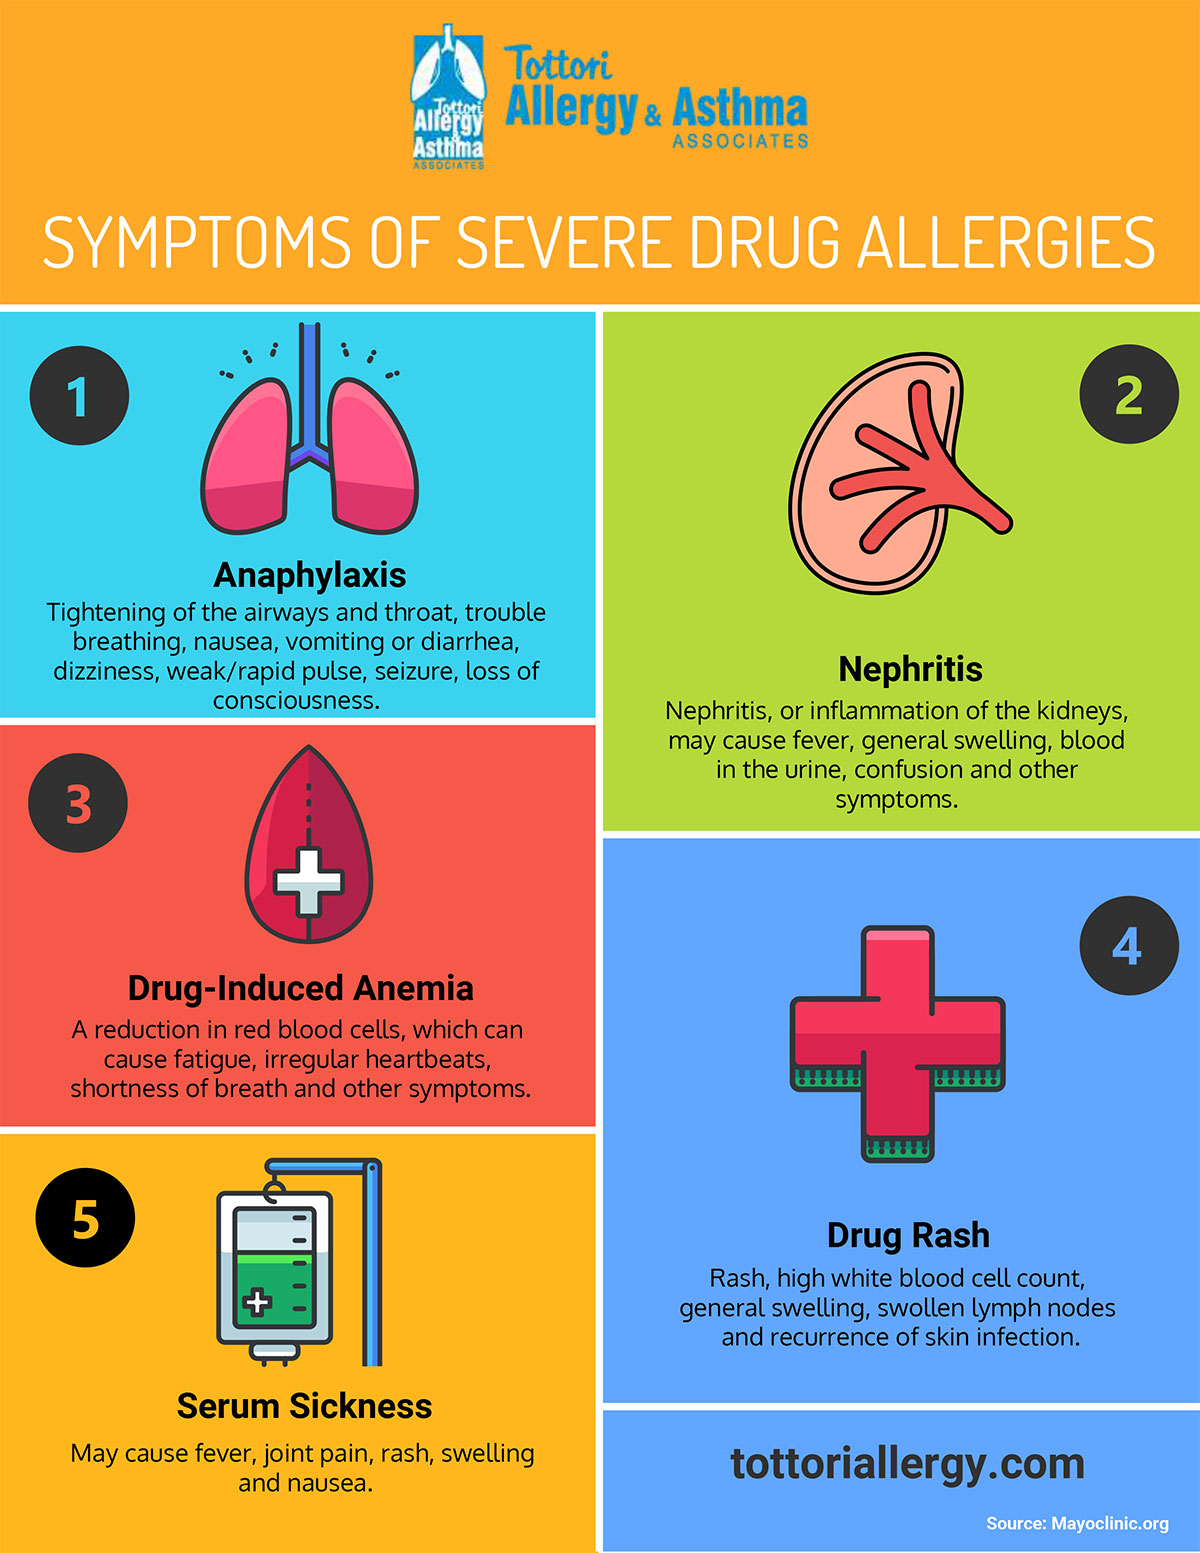 Tottori
Allergy
&
Asthma
ASSOCIATES
Tottori
Allergy & Asthma
ASSOCIATES
SYMPTOMS OF SEVERE DRUG ALLERGIES
1
Anaphylaxis
Tightening of the airways and throat, trouble
breathing, nausea, vomiting or diarrhea,
dizziness, weak/rapid pulse, seizure, loss of
consciousness.
2
Nephritis
Nephritis, or inflammation of the kidneys,
may cause fever, general swelling, blood
in the urine, confusion and other
symptoms.
3
Drug-Induced Anemia
A reduction in red blood cells, which can
cause fatigue, irregular heartbeats,
shortness of breath and other symptoms.
4
Drug Rash
Rash, high white blood cell count,
general swelling, swollen lymph nodes
and recurrence of skin infection.
5
Serum Sickness
May cause fever, joint pain, rash, swelling
and nausea.
tottoriallergy.com
Source: Mayoclinic.org